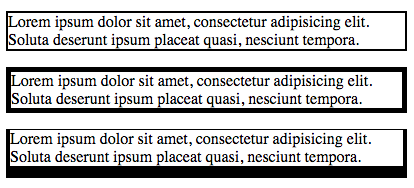 Lorem ipsum dolor sit amet, consectetur adipisicing elit.
Soluta deserunt ipsum placeat quasi, nesciunt tempora.
Lorem ipsum dolor sit amet, consectetur adipisicing elit.
Soluta deserunt ipsum placeat quasi, nesciunt tempora.
Lorem ipsum dolor sit amet, consectetur adipisicing elit.
Soluta deserunt ipsum placeat quasi, nesciunt tempora.